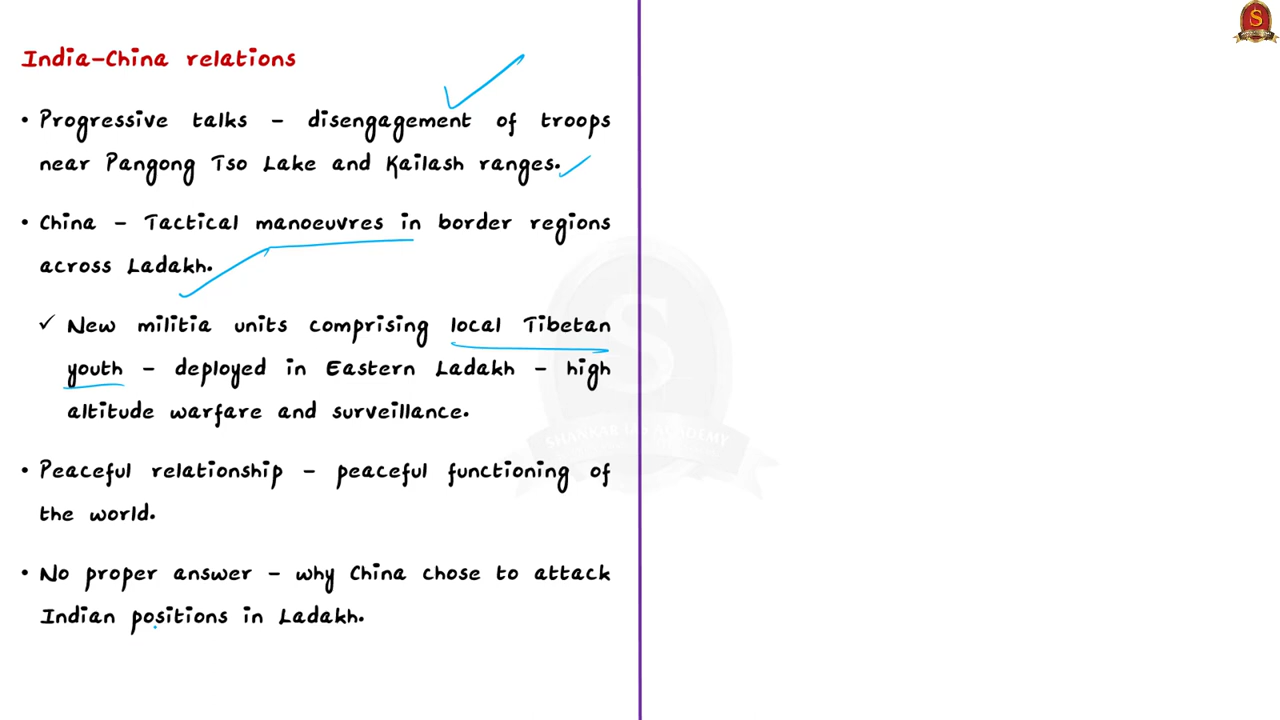 India-China relations
• Progressive talks – disengagement of troops
near Pangong Tso Lake and Kailash ranges.
• China – Tactical manoeuvres in border regions
across Ladakh.
✓ New militia units comprising local Tibetan
youth – deployed in Eastern Ladakh – high
altitude warfare and surveillance.
• Peaceful relationship – peaceful functioning of
the world.
• No proper answer – why China chose to attack
Indian positions in Ladakh.
SHANKAR IAS ACADEMY